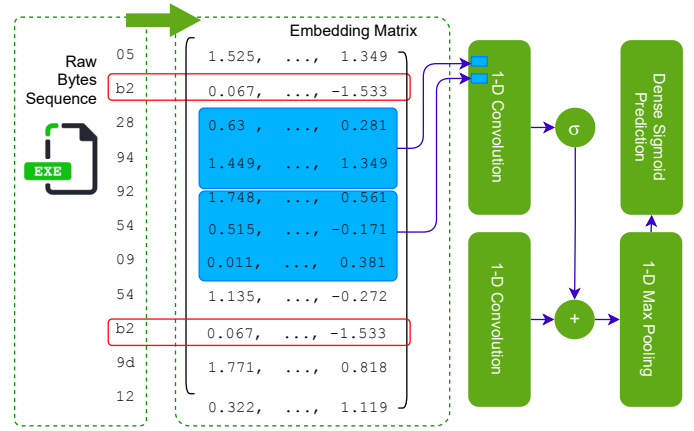 Embedding Matrix
Raw
Bytes
Sequence
EXE
05 1.525, ..., 1.349
b2 0.067, ..., -1.533
28 0.63 , ..., 0.281
94 1.449, ..., 1.349
92 1.748, ..., 0.561
54 0.515, ..., -0.171
09 0.011, ..., 0.381
54 1.135, ..., -0.272
b2 0.067, ..., -1.533
9d 1.771, ..., 0.818
12 0.322, ..., 1.119
1-D Convolution
σ
Dense Sigmoid
Prediction
1-D Convolution
+
1-D Max Pooling